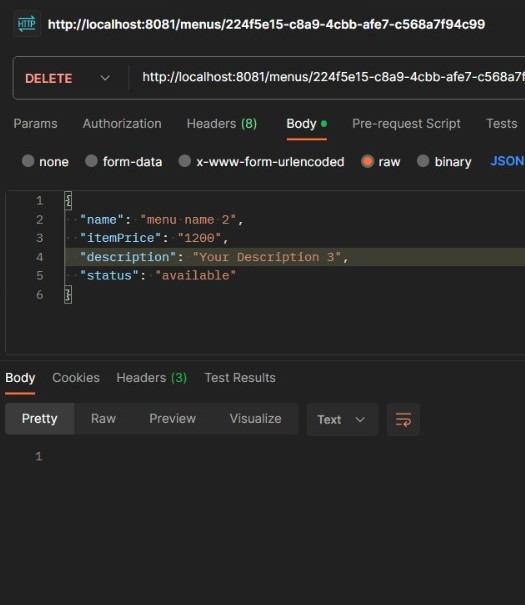 HTTP http://localhost:8081/menus/224f5e15-c8a9-4cbb-afe7-c568a7f94c99
DELETE http://localhost:8081/menus/224f5e15-c8a9-4cbb-afe7-c568a7f
Params Authorization Headers (8) Body Pre-request Script Tests
none form-data x-www-form-urlencoded raw binary JSON
1 {
2 "name": "menu name 2",
3 "itemPrice": "1200",
4 "description": "Your Description 3",
5 "status": "available"
6 }
Body Cookies Headers (3) Test Results
Pretty Raw Preview Visualize Text
1